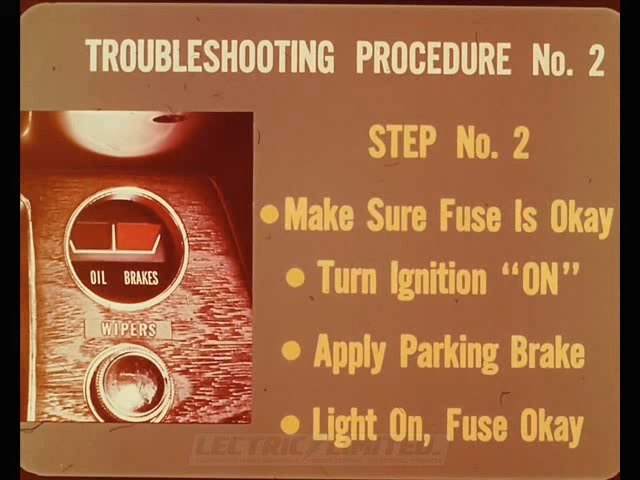 TROUBLESHOOTING PROCEDURE No. 2
STEP No. 2
• Make Sure Fuse Is Okay
• Turn Ignition “ON”
• Apply Parking Brake
• Light On, Fuse Okay
OIL BRAKES
WIPERS
LECTRIC LIMITED